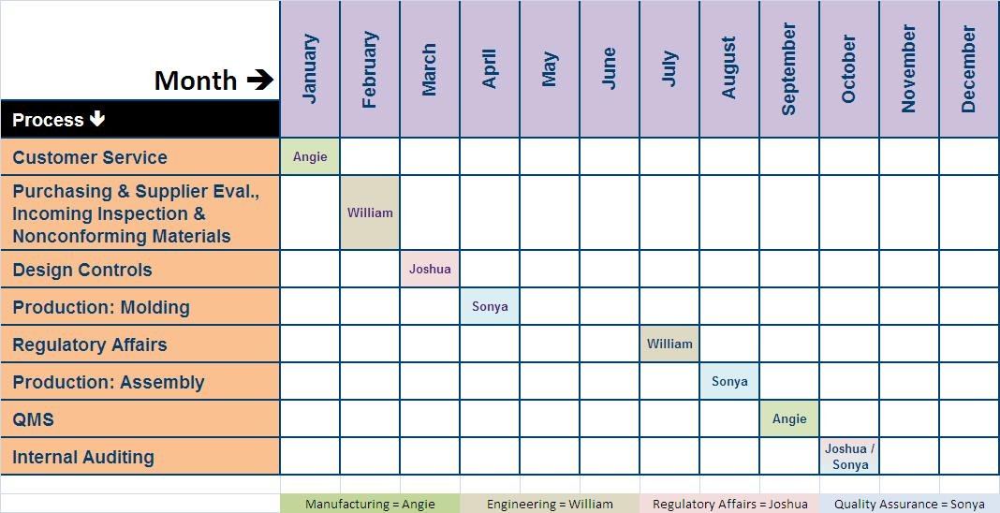 Month →
January
February
March
April
May
June
July
August
September
October
November
December
Process ↓
Customer Service
Angie
Purchasing & Supplier Eval.,
Incoming Inspection &
Nonconforming Materials
William
Design Controls
Joshua
Production: Molding
Sonya
Regulatory Affairs
William
Production: Assembly
Sonya
QMS
Angie
Internal Auditing
Joshua /
Sonya
Manufacturing = Angie
Engineering = William
Regulatory Affairs = Joshua
Quality Assurance = Sonya